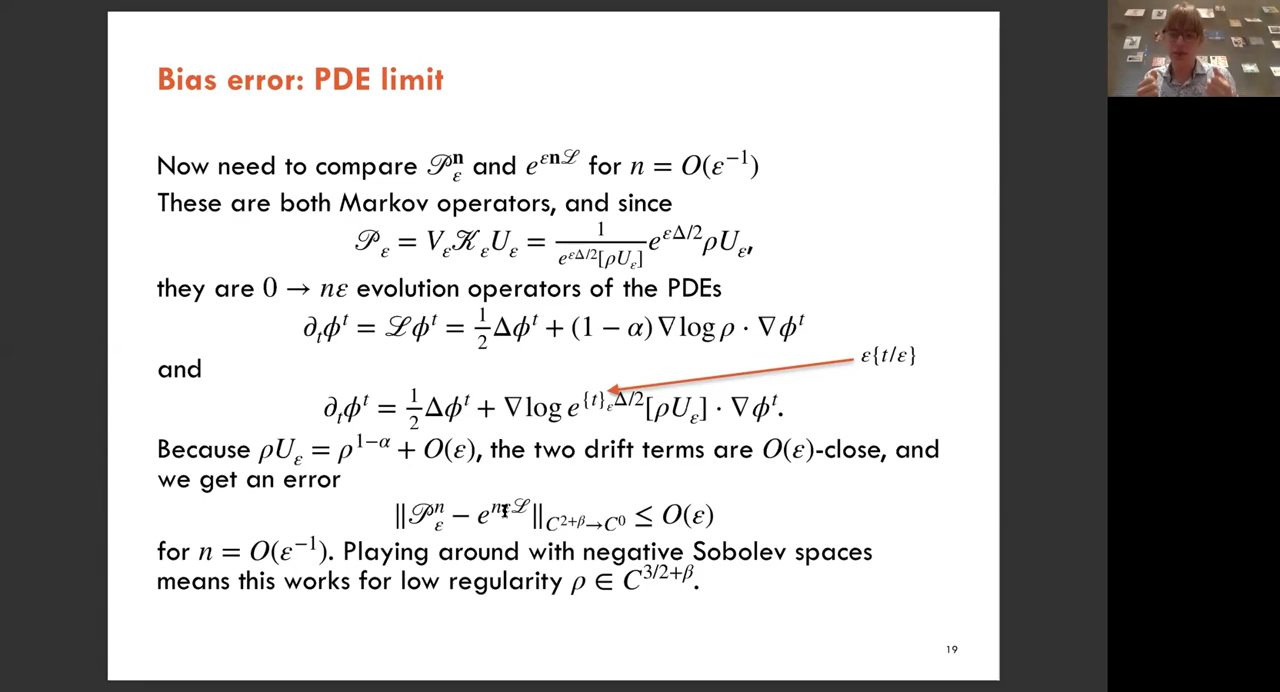 Bias error: PDE limit
Now need to compare 𝒫ₑⁿ and e^{εnℒ} for n = O(ε⁻¹)
These are both Markov operators, and since
𝒫_ε = V_ε 𝒦_ε U_ε = \frac{1}{e^{εΔ/2}[ρU_ε]} e^{εΔ/2} ρU_ε,
they are 0 → nε evolution operators of the PDEs
∂_tϕ^t = ℒϕ^t = \frac{1}{2}Δϕ^t + (1 − α)∇log ρ · ∇ϕ^t
and
ε{t/ε}
∂_tϕ^t = \frac{1}{2}Δϕ^t + ∇log e^{{t}_εΔ/2}[ρU_ε] · ∇ϕ^t.
Because ρU_ε = ρ^{1−α} + O(ε), the two drift terms are O(ε)-close, and
we get an error
‖𝒫_ε^n − e^{nεℒ}‖_{C^{2+β}→C^0} ≤ O(ε)
for n = O(ε⁻¹). Playing around with negative Sobolev spaces
means this works for low regularity ρ ∈ C^{3/2+β}.
19